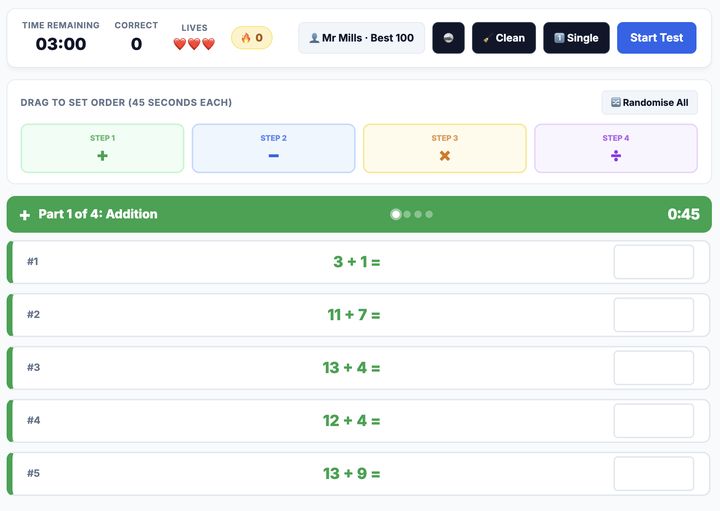 TIME REMAINING
03:00
CORRECT
0
LIVES
❤️❤️❤️
🔥 0
👤 Mr Mills · Best 100
🧹 Clean
1️⃣ Single
Start Test
DRAG TO SET ORDER (45 SECONDS EACH)
🔀 Randomise All
STEP 1
+
STEP 2
−
STEP 3
×
STEP 4
÷
+ Part 1 of 4: Addition
0:45
#1 3 + 1 =
#2 11 + 7 =
#3 13 + 4 =
#4 12 + 4 =
#5 13 + 9 =